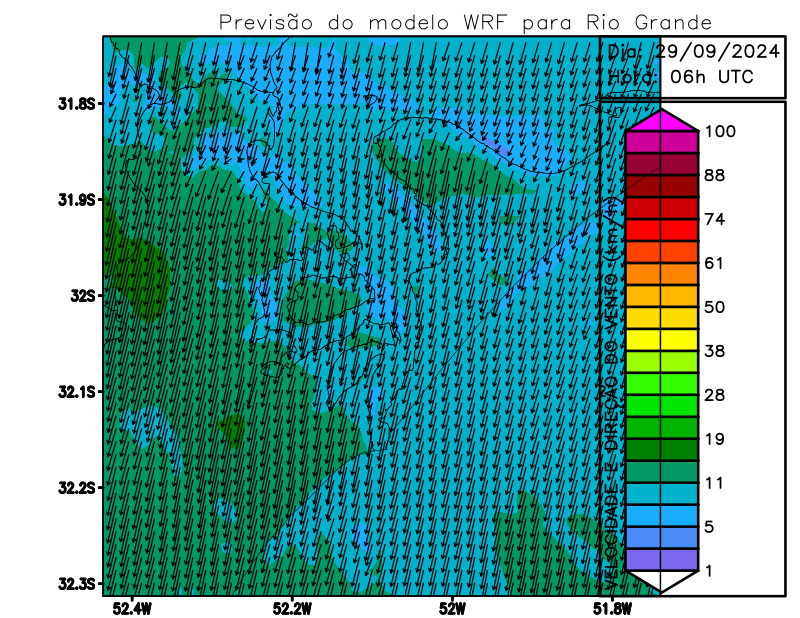 Previsão do modelo WRF para Rio Grande
Dia: 29/09/2024
Hora: 06h UTC
31.8S
31.9S
32S
32.1S
32.2S
32.3S
52.4W
52.2W
52W
51.8W
VELOCIDADE E DIREÇÃO DO VENTO (km/h)
100
88
74
61
50
38
28
19
11
5
1